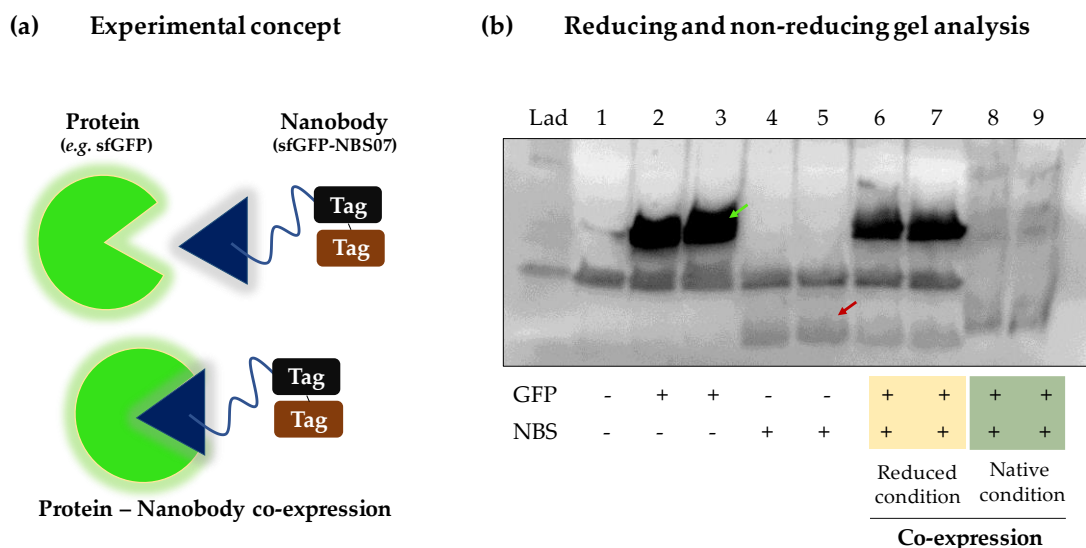 (a) Experimental concept
Protein
(e.g. sfGFP)
Nanobody
(sfGFP-NBS07)
Tag
Tag
Tag
Tag
Protein – Nanobody co-expression
(b) Reducing and non-reducing gel analysis
Lad 1 2 3 4 5 6 7 8 9
GFP - + + - - + + + +
NBS - - - + + + + + +
Reduced
condition
Native
condition
Co-expression